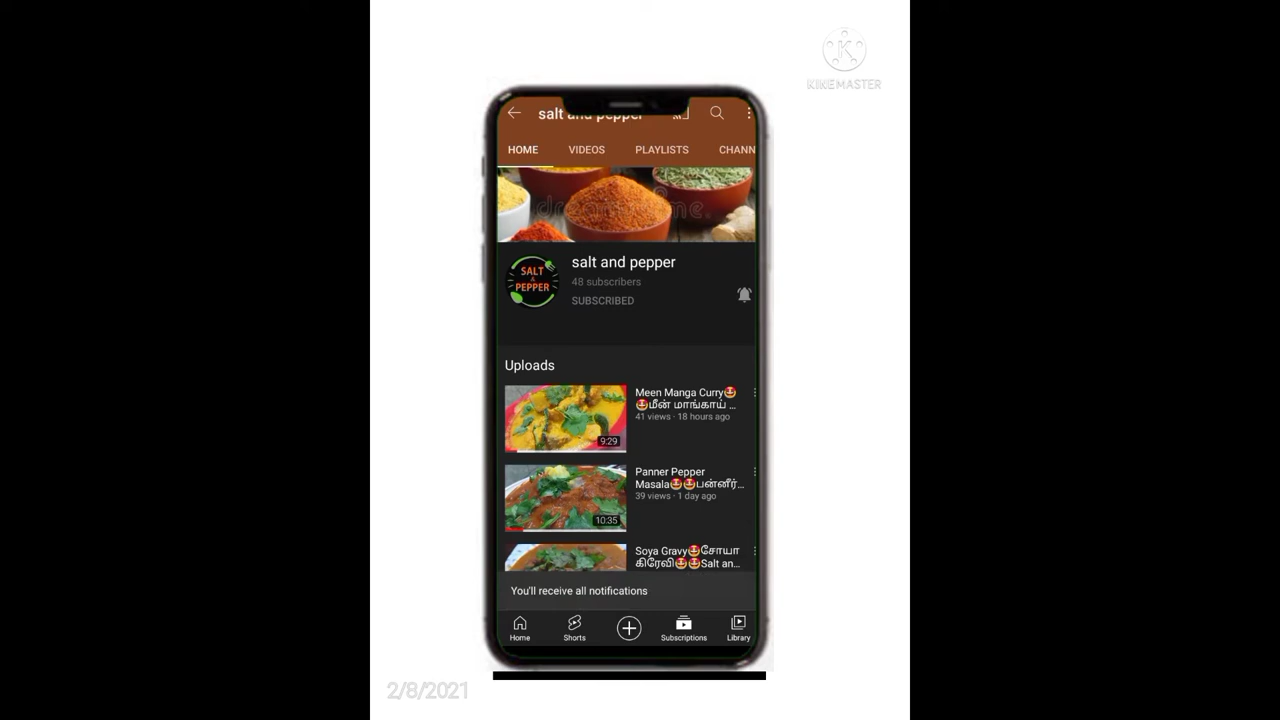 KINEMASTER
salt and pepper
HOME VIDEOS PLAYLISTS CHANN
dreamstime.
SALT
&
PEPPER
salt and pepper
48 subscribers
SUBSCRIBED
Uploads
Meen Manga Curry🤩
🤩மீன் மாங்காய் ...
41 views · 18 hours ago
9:29
Panner Pepper
Masala🤩🤩பன்னீர்...
39 views · 1 day ago
10:35
Soya Gravy🤩சோயா
கிரேவி🤩🤩Salt an...
You'll receive all notifications
Home Shorts Subscriptions Library
2/8/2021